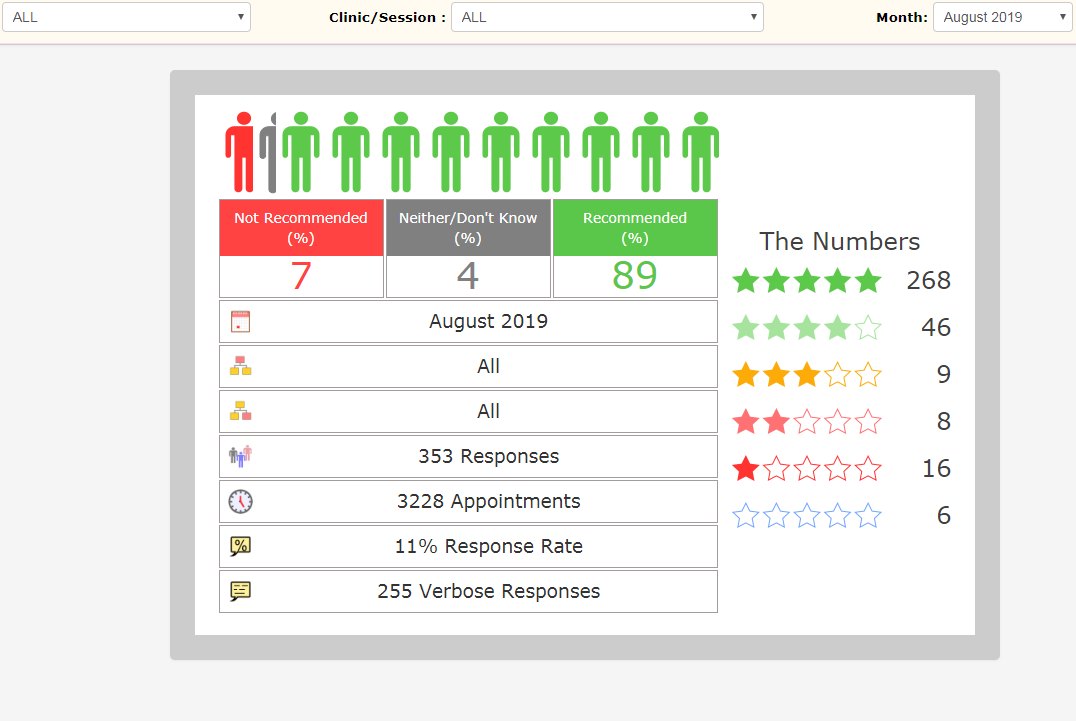 ALL
Clinic/Session :
ALL
Month:
August 2019
Not Recommended
(%)
Neither/Don't Know
(%)
Recommended
(%)
7
4
89
August 2019
All
All
353 Responses
3228 Appointments
11% Response Rate
255 Verbose Responses
The Numbers
268
46
9
8
16
6